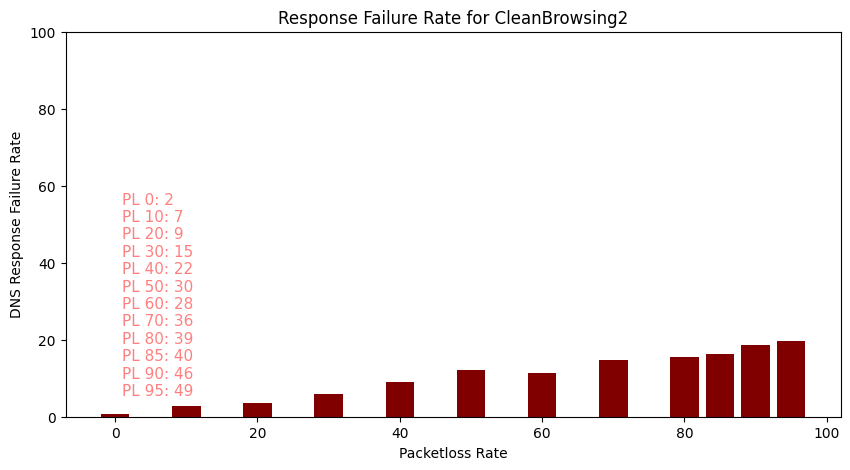 Response Failure Rate for CleanBrowsing2
100
80
60
40
20
0
DNS Response Failure Rate
PL 0: 2
PL 10: 7
PL 20: 9
PL 30: 15
PL 40: 22
PL 50: 30
PL 60: 28
PL 70: 36
PL 80: 39
PL 85: 40
PL 90: 46
PL 95: 49
0 20 40 60 80 100
Packetloss Rate